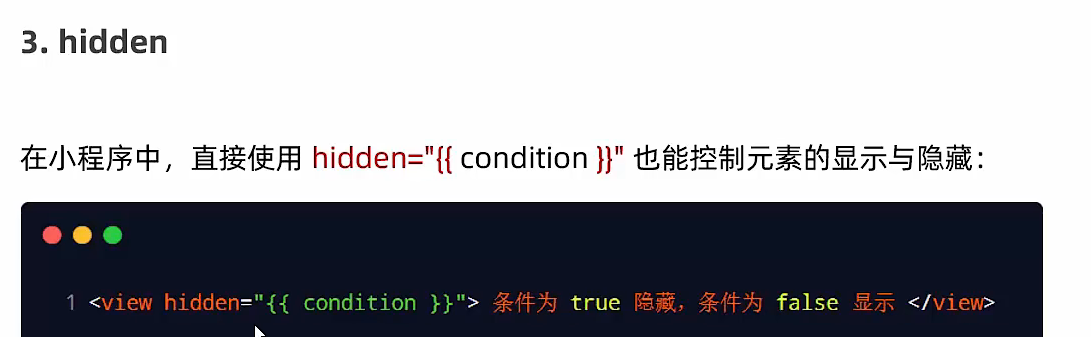 3. hidden
在小程序中，直接使用 hidden="{{ condition }}" 也能控制元素的显示与隐藏：
1 <view hidden="{{ condition }}"> 条件为 true 隐藏，条件为 false 显示 </view>